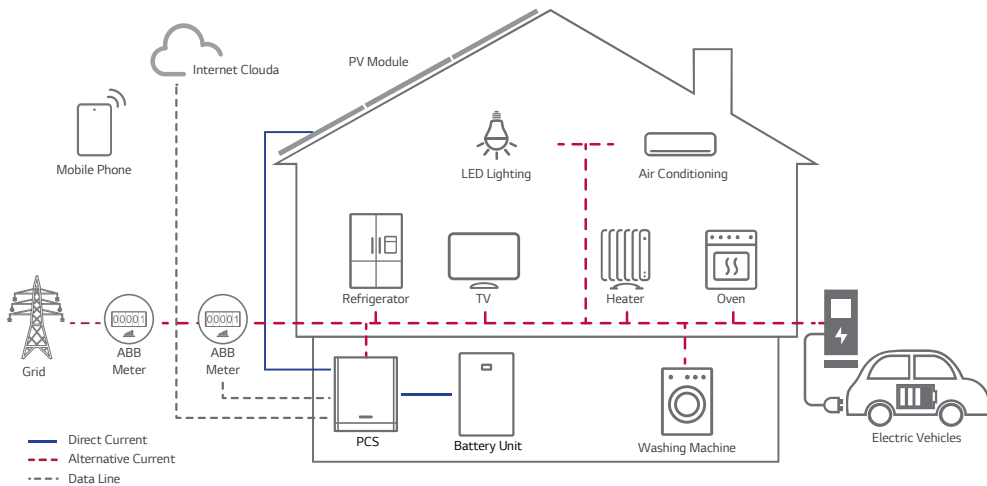 Internet Clouda
PV Module
Mobile Phone
LED Lighting
Air Conditioning
Refrigerator
TV
Heater
Oven
00001
00001
Grid
ABB
Meter
ABB
Meter
PCS
Battery Unit
Washing Machine
Electric Vehicles
Direct Current
Alternative Current
Data Line